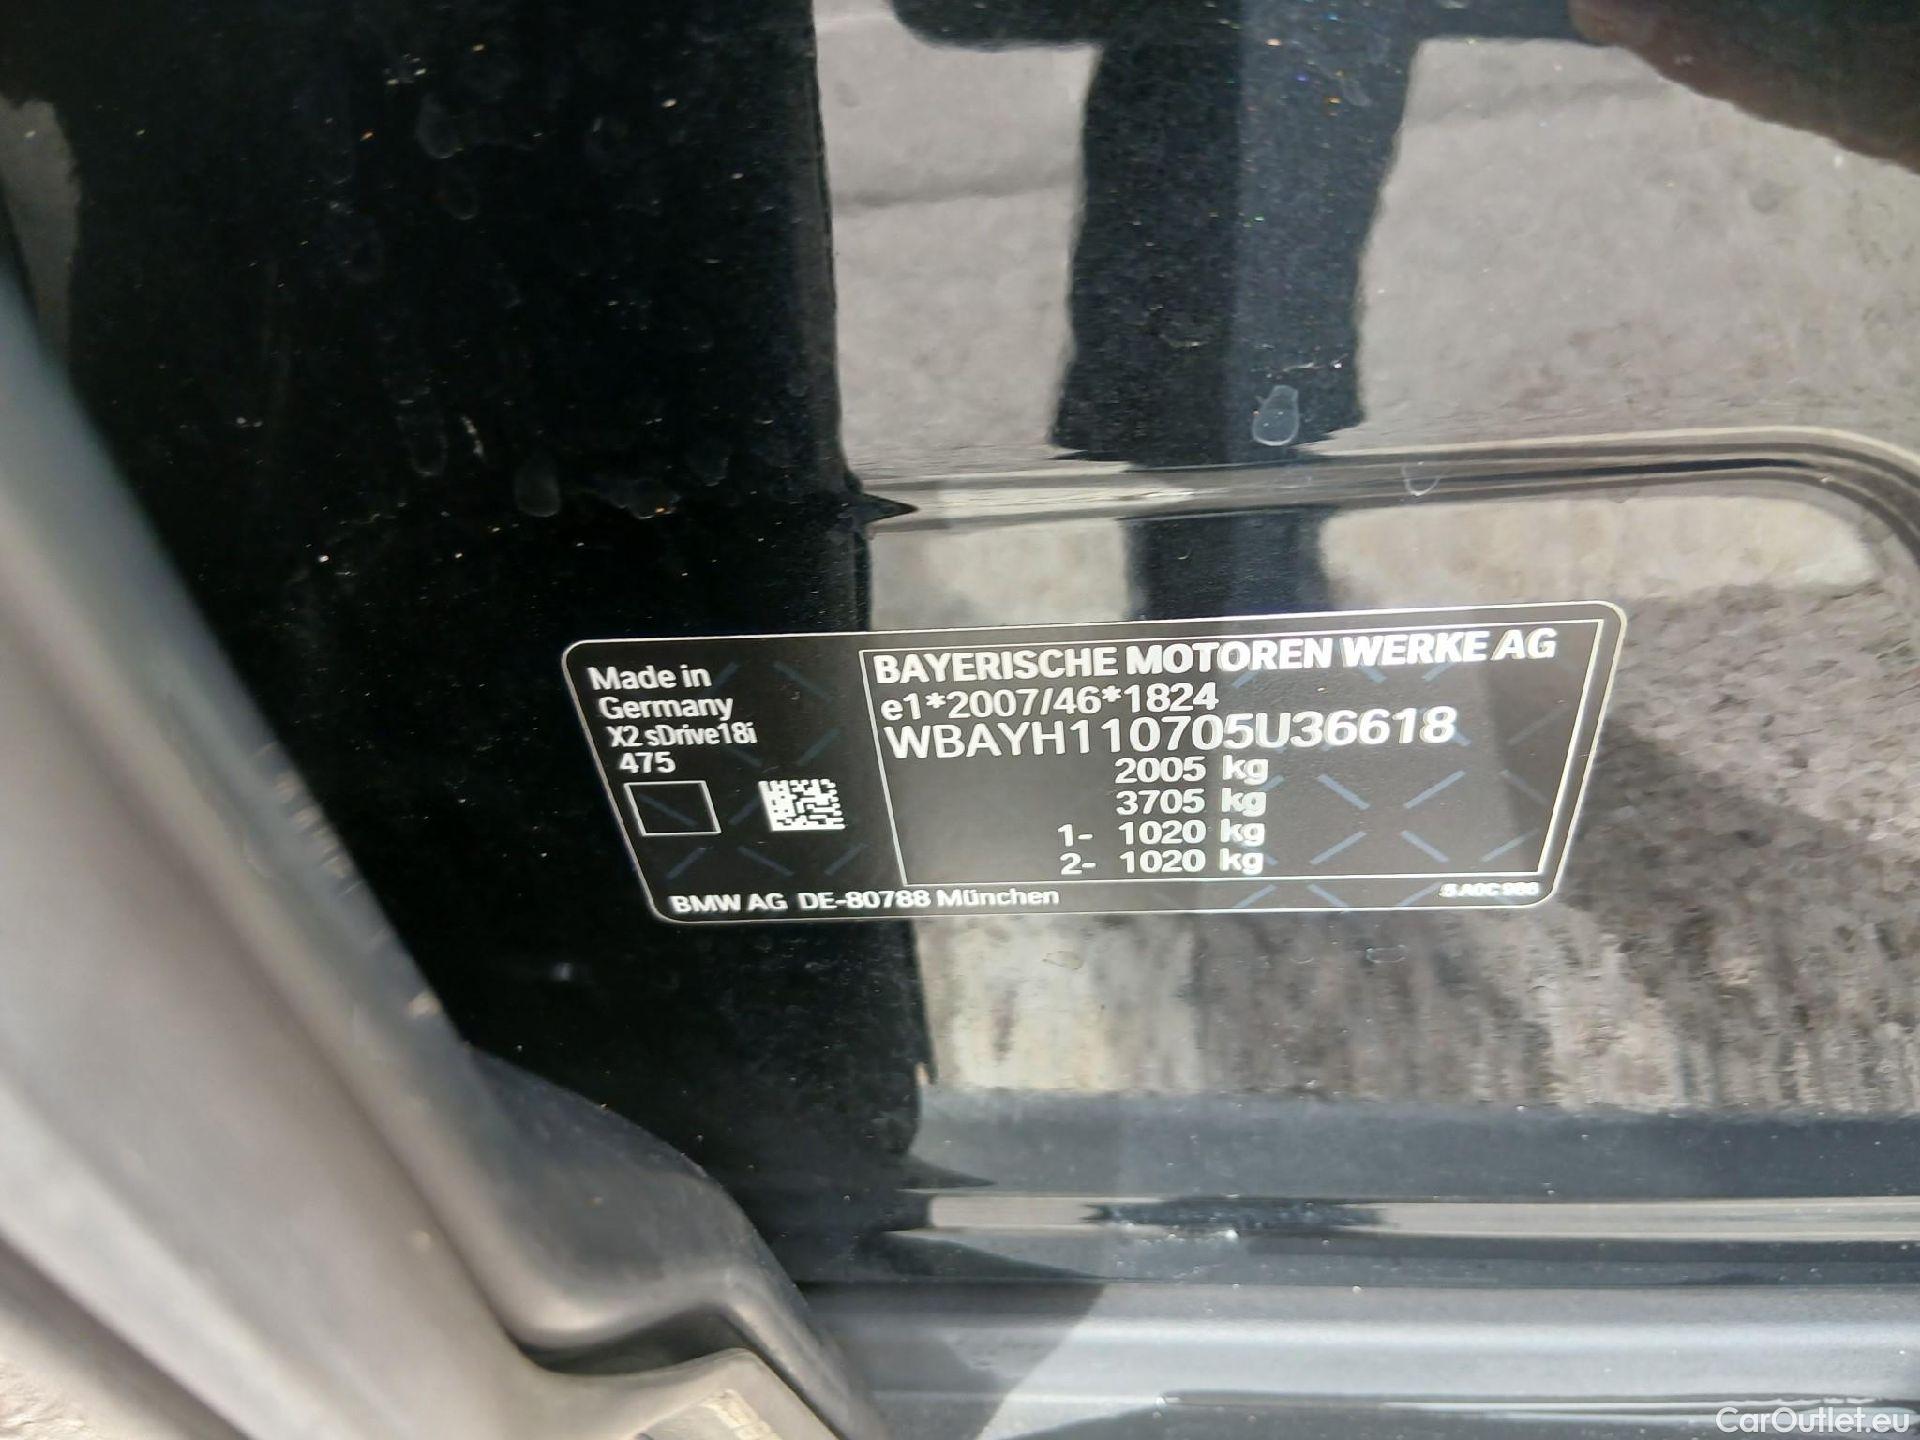 Made in
Germany
X2 sDrive18i
475
BAYERISCHE MOTOREN WERKE AG
e1*2007/46*1824
WBAYH110705U36618
2005 kg
3705 kg
1- 1020 kg
2- 1020 kg
BMW AG DE-80788 München
CarOutlet.eu